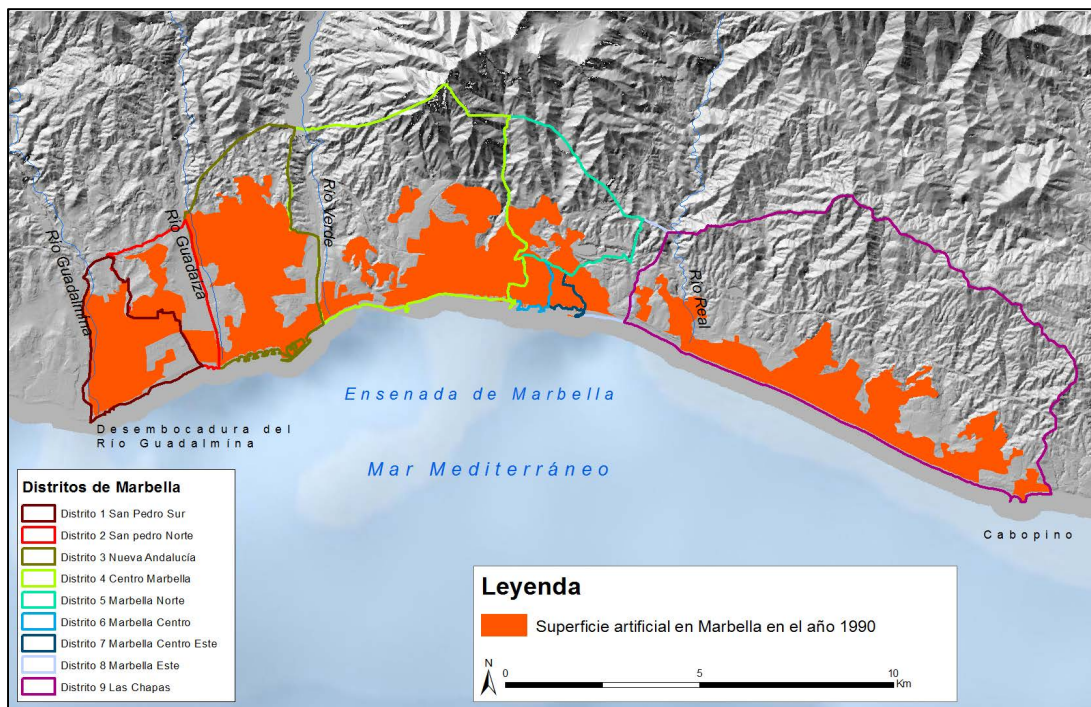 Río Guadalmina
Río Guadalza
Río Verde
Río Real
Ensenada de Marbella
Mar Mediterráneo
Desembocadura del
Río Guadalmína
Cabopino
Distritos de Marbella
Distrito 1 San Pedro Sur
Distrito 2 San pedro Norte
Distrito 3 Nueva Andalucía
Distrito 4 Centro Marbella
Distrito 5 Marbella Norte
Distrito 6 Marbella Centro
Distrito 7 Marbella Centro Este
Distrito 8 Marbella Este
Distrito 9 Las Chapas
Leyenda
Superficie artificial en Marbella en el año 1990
N
0 5 10
Km